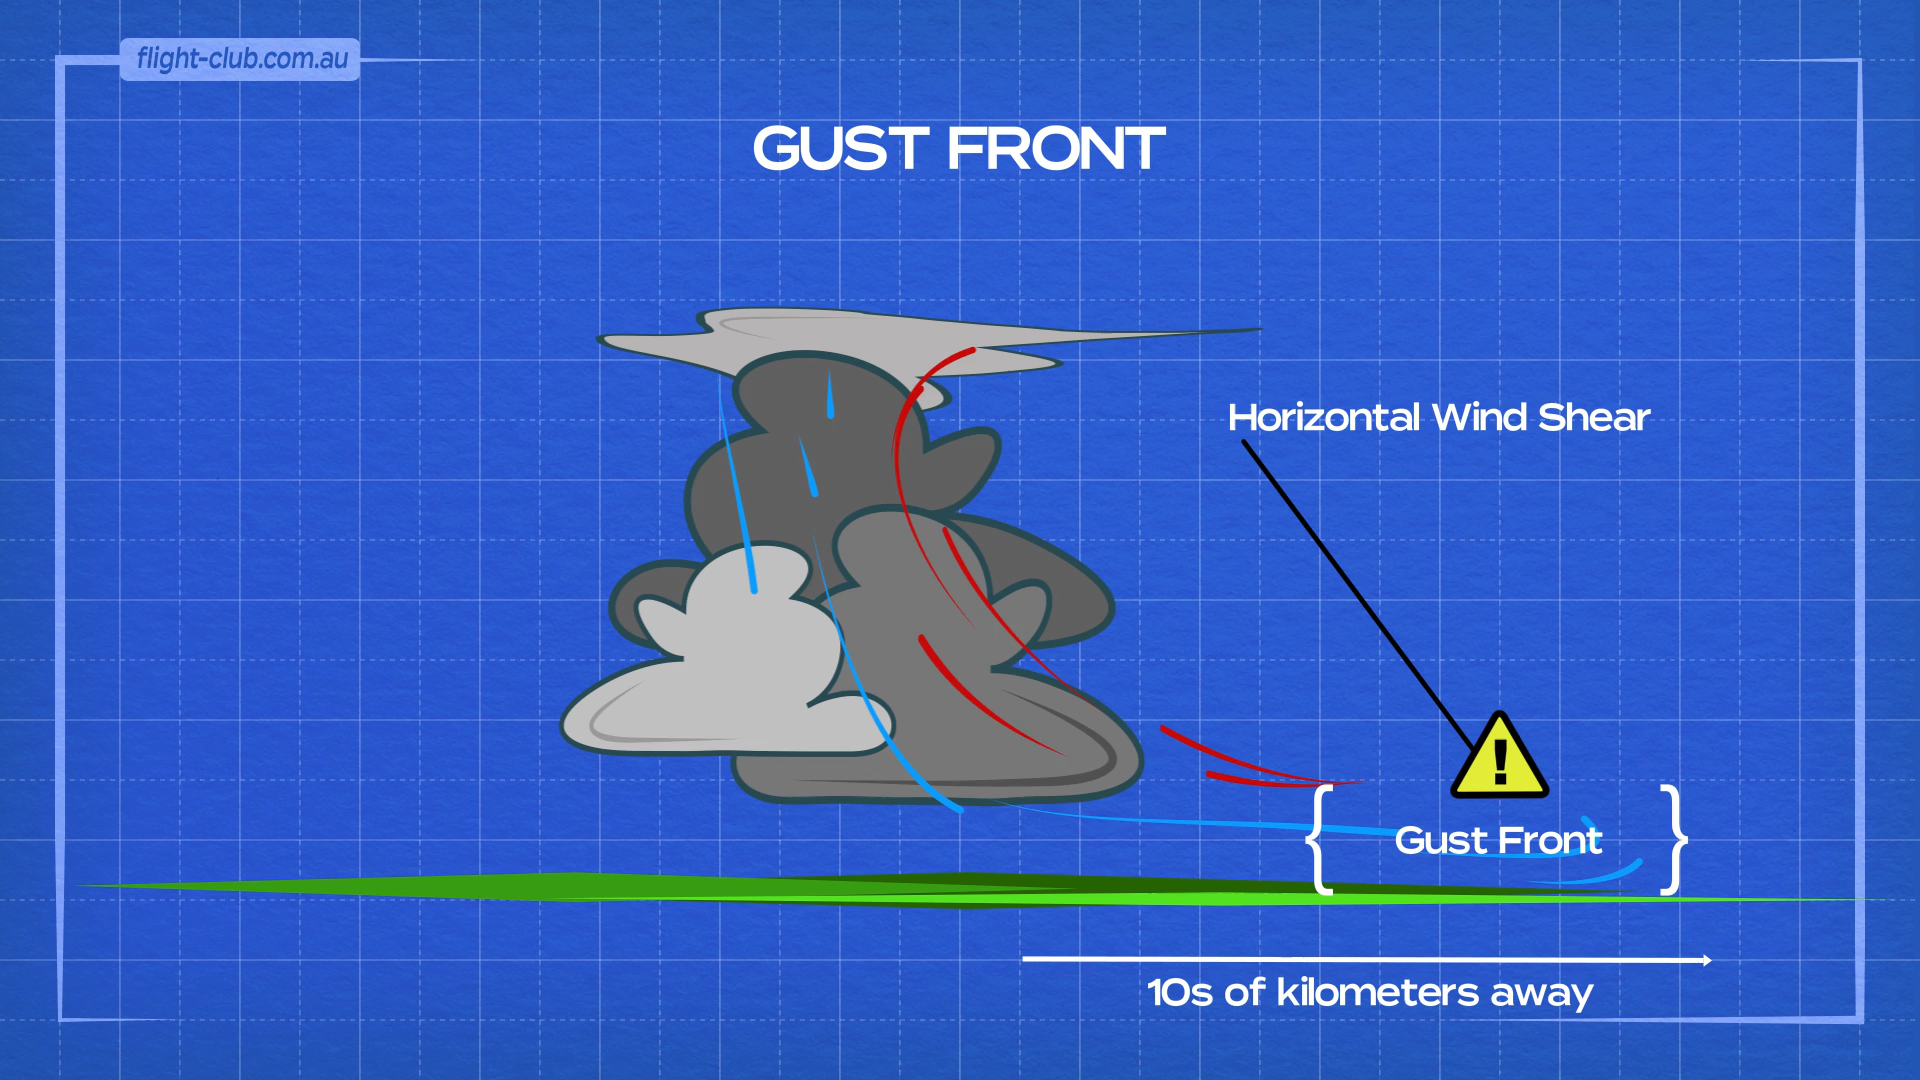 flight-club.com.au
GUST FRONT
Horizontal Wind Shear
!
{ Gust Front }
10s of kilometers away